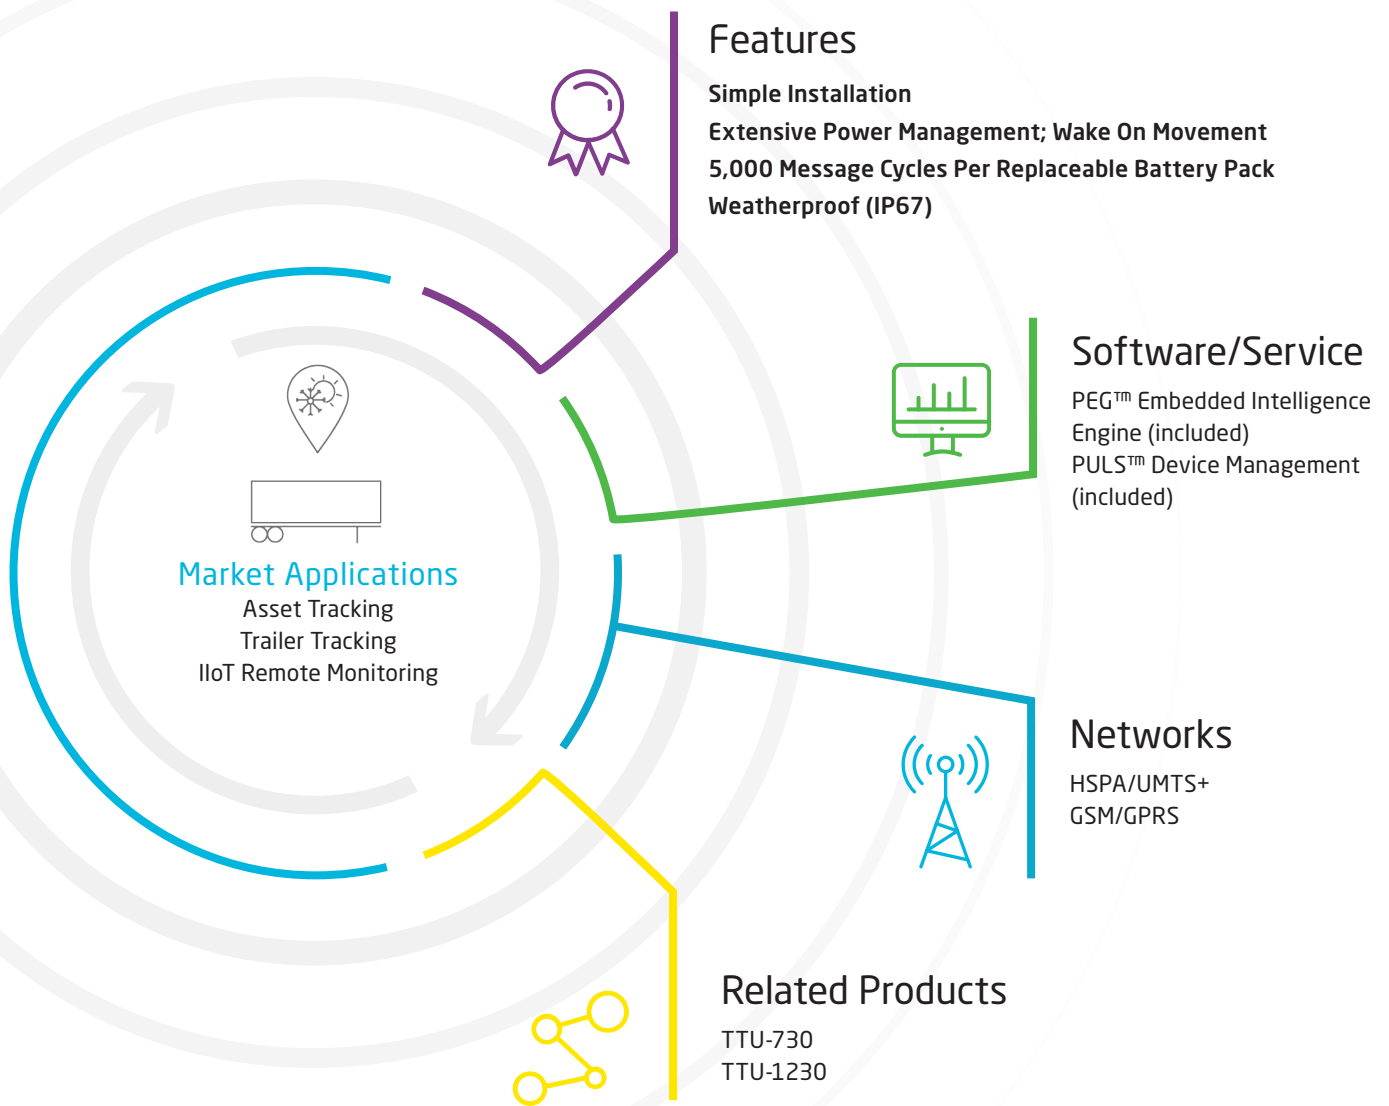 Features
Simple Installation
Extensive Power Management; Wake On Movement
5,000 Message Cycles Per Replaceable Battery Pack
Weatherproof (IP67)
Software/Service
PEG™ Embedded Intelligence
Engine (included)
PULS™ Device Management
(included)
Market Applications
Asset Tracking
Trailer Tracking
IIoT Remote Monitoring
Networks
HSPA/UMTS+
GSM/GPRS
Related Products
TTU-730
TTU-1230